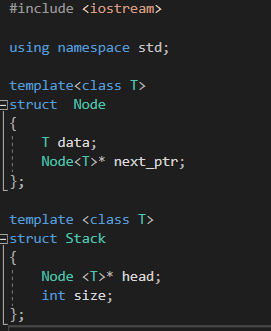 #include <iostream>
using namespace std;
template<class T>
struct  Node
{
T data;
Node<T>* next_ptr;
};
template <class T>
struct Stack
{
Node <T>* head;
int size;
};